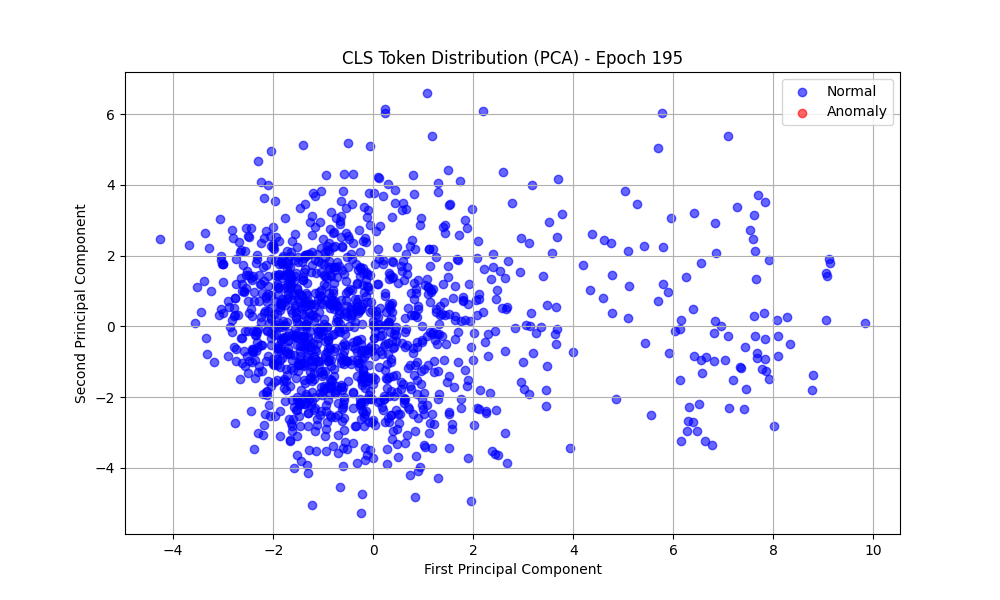 CLS Token Distribution (PCA) - Epoch 195
Normal
Anomaly
6
4
2
0
−2
−4
Second Principal Component
−4
−2
0
2
4
6
8
10
First Principal Component